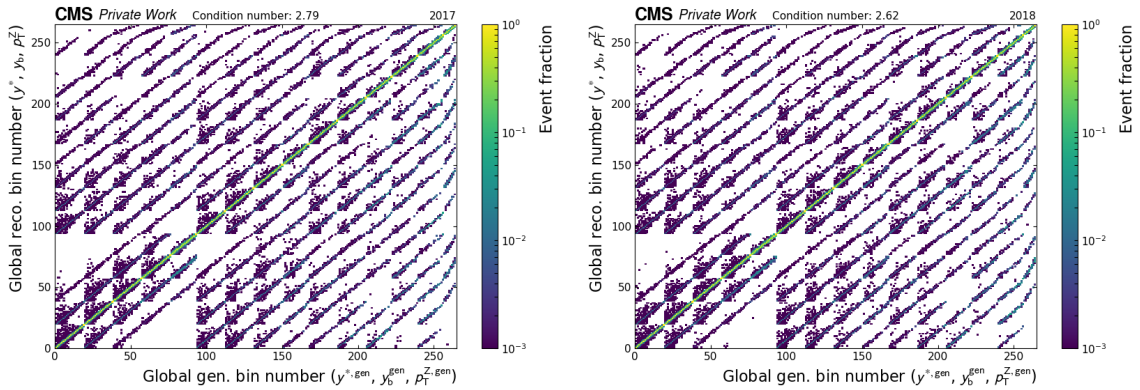 CMS Private Work Condition number: 2.79 2017
Global reco. bin number (y*, y_b, p_T^Z)
250
200
150
100
50
0
0 50 100 150 200 250
Global gen. bin number (y*,gen, y_b^gen, p_T^Z,gen)
10^0
10^-1
10^-2
10^-3
Event fraction
CMS Private Work Condition number: 2.62 2018
Global reco. bin number (y*, y_b, p_T^Z)
250
200
150
100
50
0
0 50 100 150 200 250
Global gen. bin number (y*,gen, y_b^gen, p_T^Z,gen)
10^0
10^-1
10^-2
10^-3
Event fraction